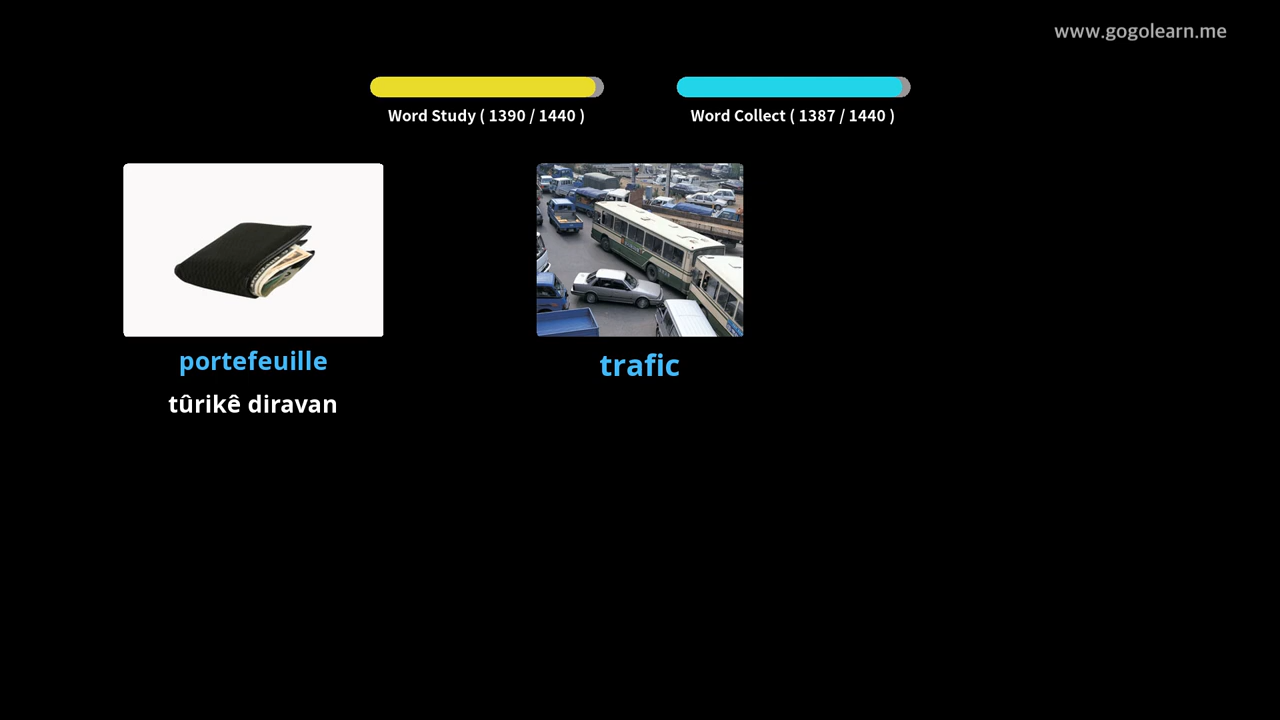 www.gogolearn.me
Word Study ( 1390 / 1440 )
Word Collect ( 1387 / 1440 )
portefeuille
tûrikê diravan
trafic